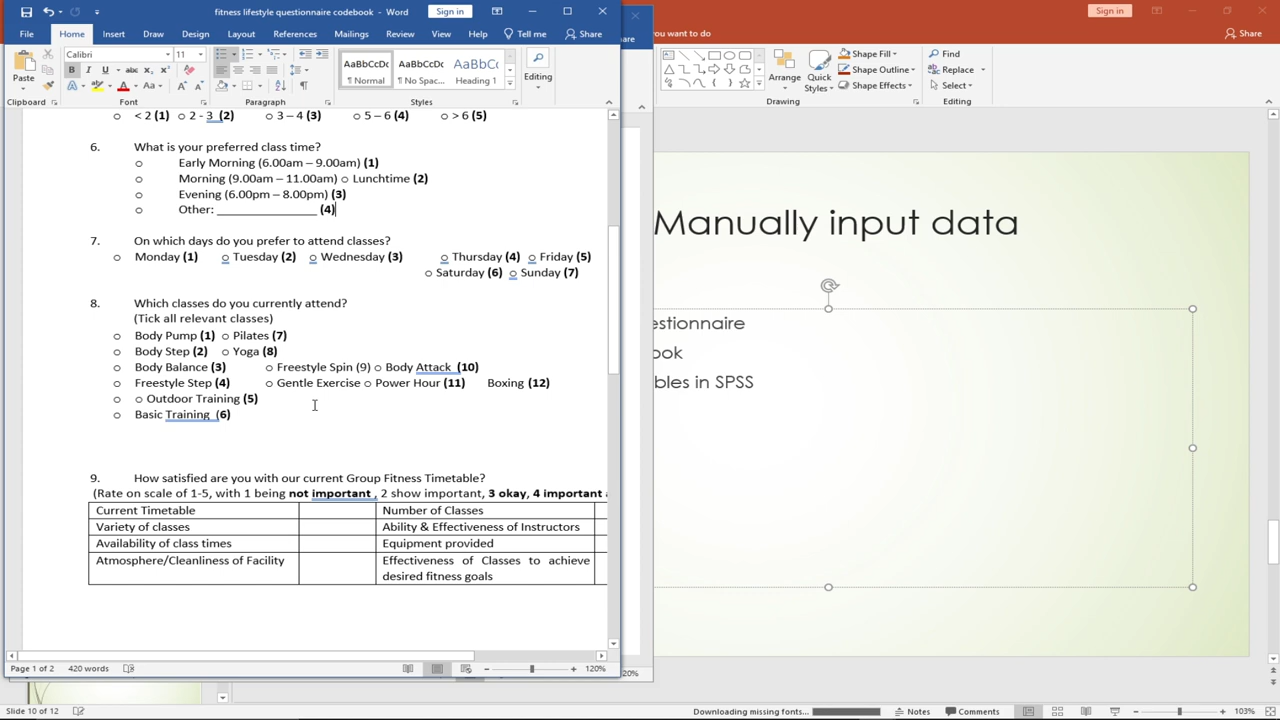 fitness lifestyle questionnaire codebook - Word
Sign in
Sign in
File Home Insert Draw Design Layout References Mailings Review View Help Tell me Share
you want to do
Share
Calibri 11
AaBbCcDc AaBbCcDc AaBbC
Paste
¶ Normal ¶ No Spac... Heading 1
Editing
Clipboard Font Paragraph Styles
Arrange Quick Styles
Shape Fill
Shape Outline
Shape Effects
Find
Replace
Select
Drawing Editing
o < 2 (1) o 2 - 3 (2) o 3 – 4 (3) o 5 – 6 (4) o > 6 (5)
6. What is your preferred class time?
o Early Morning (6.00am – 9.00am) (1)
o Morning (9.00am – 11.00am) o Lunchtime (2)
o Evening (6.00pm – 8.00pm) (3)
o Other: __________________ (4)
7. On which days do you prefer to attend classes?
o Monday (1) o Tuesday (2) o Wednesday (3) o Thursday (4) o Friday (5)
o Saturday (6) o Sunday (7)
8. Which classes do you currently attend?
(Tick all relevant classes)
o Body Pump (1) o Pilates (7)
o Body Step (2) o Yoga (8)
o Body Balance (3) o Freestyle Spin (9) o Body Attack (10)
o Freestyle Step (4) o Gentle Exercise o Power Hour (11) Boxing (12)
o o Outdoor Training (5)
o Basic Training (6)
9. How satisfied are you with our current Group Fitness Timetable?
(Rate on scale of 1-5, with 1 being not important , 2 show important, 3 okay, 4 important a
Current Timetable Number of Classes
Variety of classes Ability & Effectiveness of Instructors
Availability of class times Equipment provided
Atmosphere/Cleanliness of Facility Effectiveness of Classes to achieve
desired fitness goals
Page 1 of 2 420 words 120%
Manually input data
estionnaire
ook
bles in SPSS
20%
Slide 10 of 12 Downloading missing fonts... Notes Comments 103%